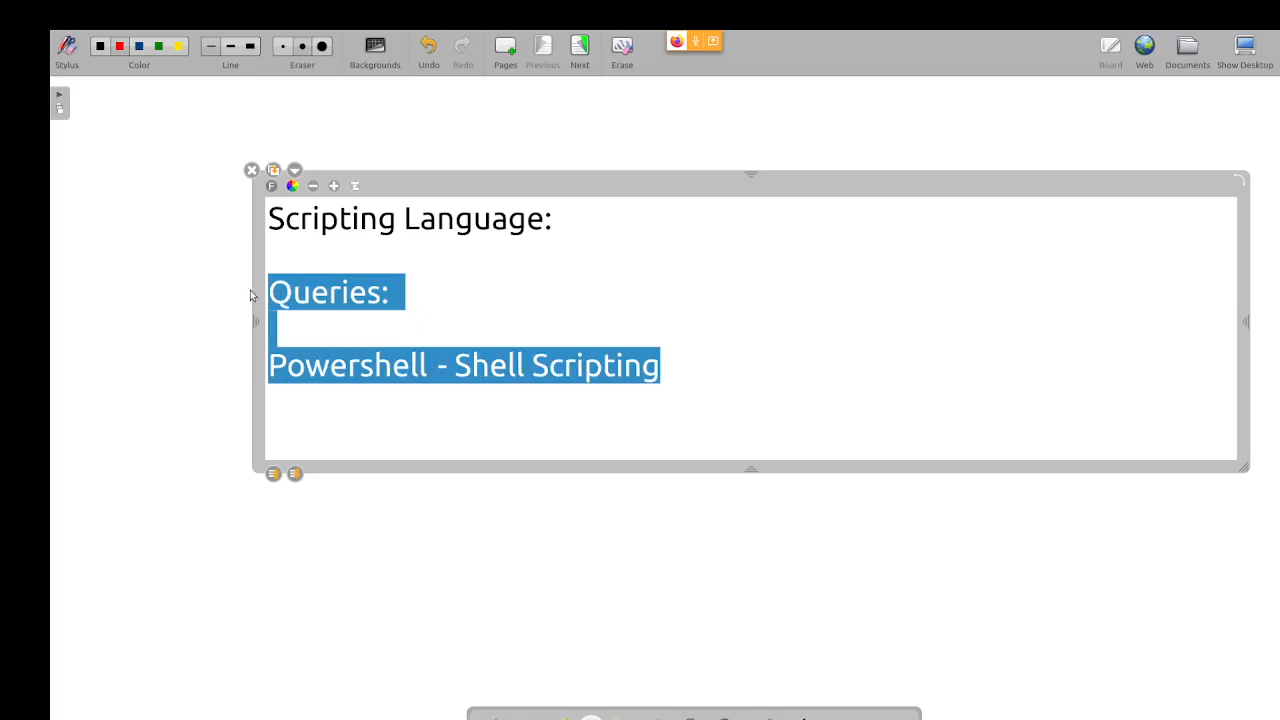 Stylus
Color
Line
Eraser
Backgrounds
Undo
Redo
Pages
Previous
Next
Erase
Board
Web
Documents
Show Desktop
F
Scripting Language:
Queries:
Powershell - Shell Scripting